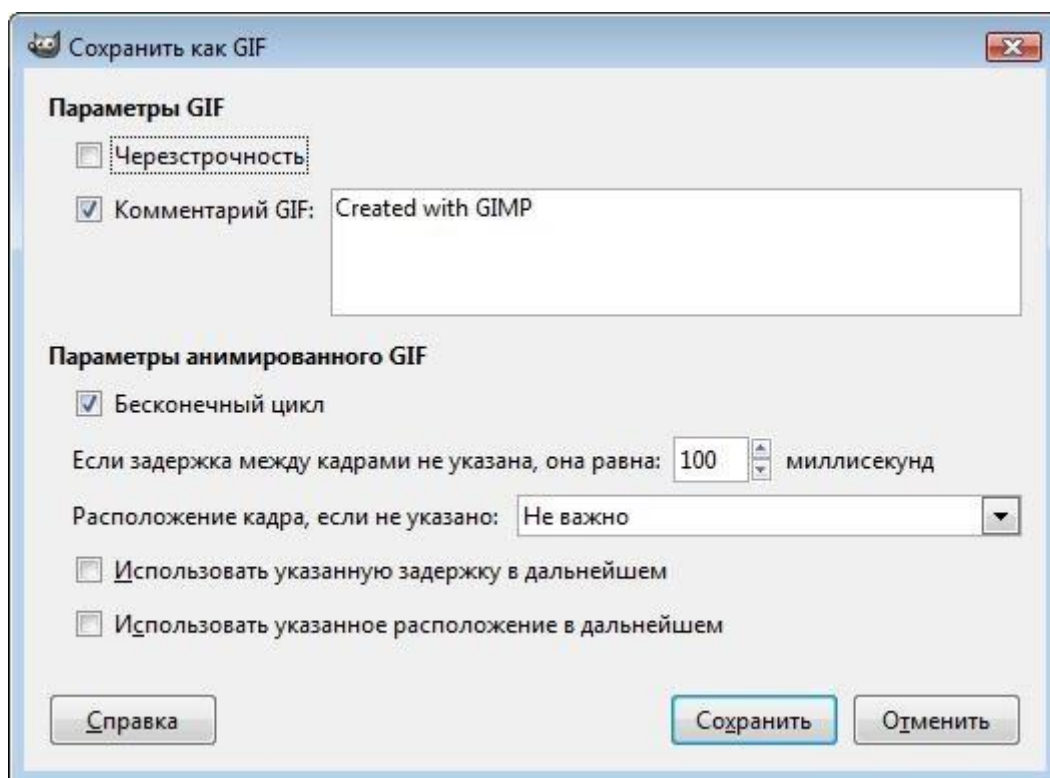 Сохранить как GIF
Параметры GIF
Черезстрочность
Комментарий GIF: Created with GIMP
Параметры анимированного GIF
Бесконечный цикл
Если задержка между кадрами не указана, она равна: 100 миллисекунд
Расположение кадра, если не указано: Не важно
Использовать указанную задержку в дальнейшем
Использовать указанное расположение в дальнейшем
Справка Сохранить Отменить